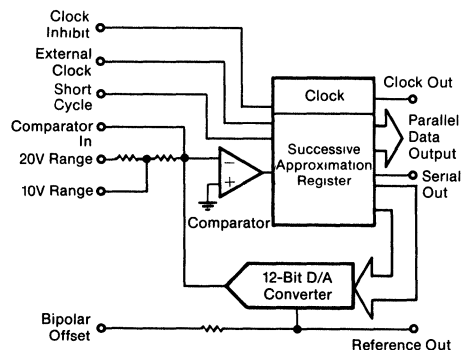 Clock
Inhibit
External
Clock
Short
Cycle
Comparator
In
20V Range
10V Range
Clock
Successive
Approximation
Register
Clock Out
Parallel
Data
Output
Serial
Out
−
+
Comparator
12-Bit D/A
Converter
Bipolar
Offset
Reference Out